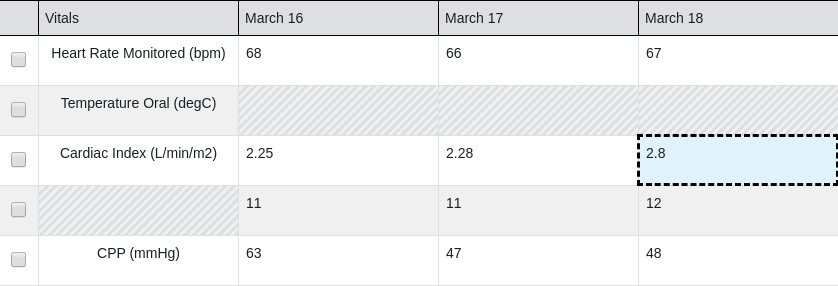 Vitals March 16 March 17 March 18
Heart Rate Monitored (bpm) 68 66 67
Temperature Oral (degC)
Cardiac Index (L/min/m2) 2.25 2.28 2.8
11 11 12
CPP (mmHg) 63 47 48